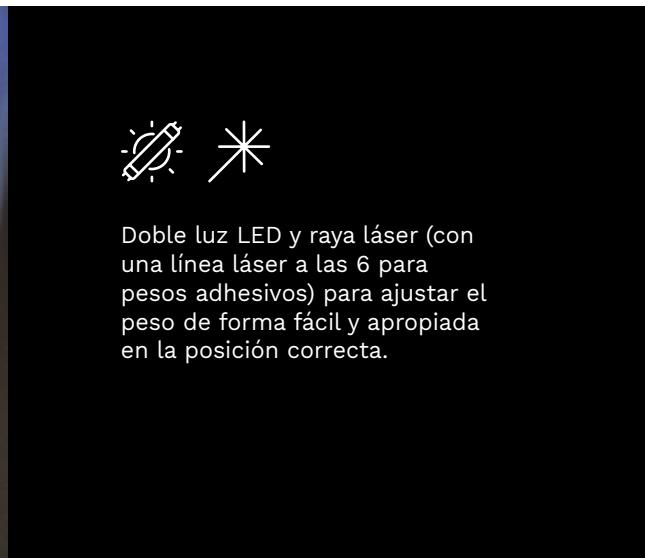 Doble luz LED y raya láser (con
una línea láser a las 6 para
pesos adhesivos) para ajustar el
peso de forma fácil y apropiada
en la posición correcta.